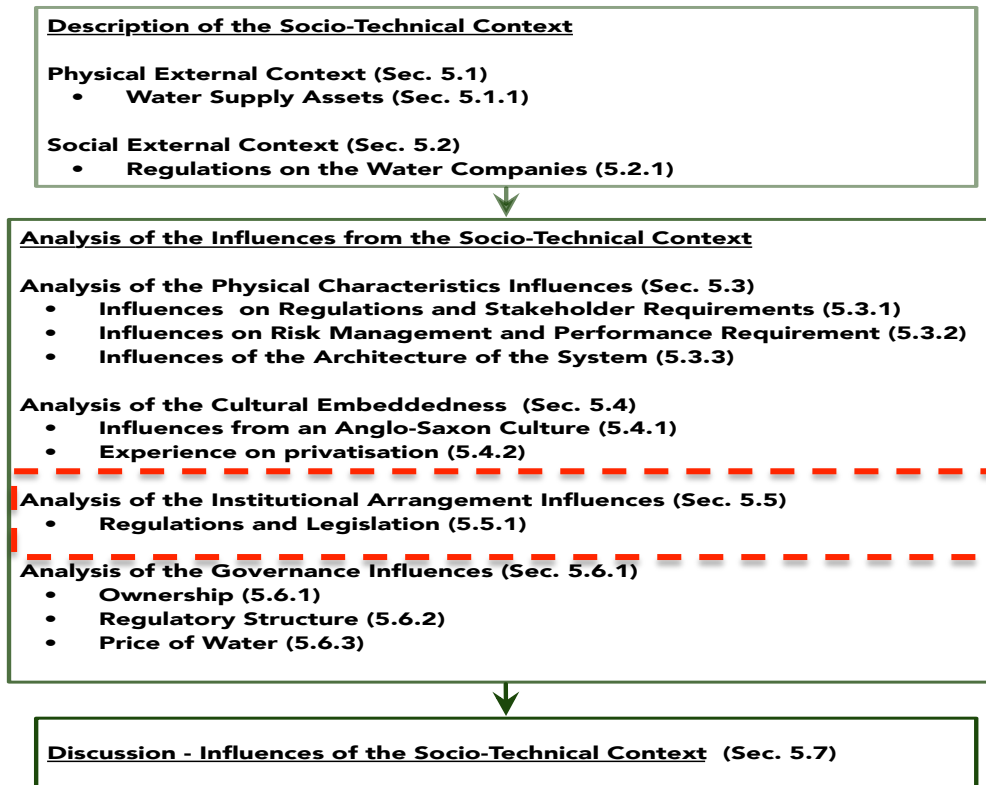 Description of the Socio-Technical Context
Physical External Context (Sec. 5.1)
• Water Supply Assets (Sec. 5.1.1)
Social External Context (Sec. 5.2)
• Regulations on the Water Companies (5.2.1)
Analysis of the Influences from the Socio-Technical Context
Analysis of the Physical Characteristics Influences (Sec. 5.3)
• Influences on Regulations and Stakeholder Requirements (5.3.1)
• Influences on Risk Management and Performance Requirement (5.3.2)
• Influences of the Architecture of the System (5.3.3)
Analysis of the Cultural Embeddedness (Sec. 5.4)
• Influences from an Anglo-Saxon Culture (5.4.1)
• Experience on privatisation (5.4.2)
Analysis of the Institutional Arrangement Influences (Sec. 5.5)
• Regulations and Legislation (5.5.1)
Analysis of the Governance Influences (Sec. 5.6.1)
• Ownership (5.6.1)
• Regulatory Structure (5.6.2)
• Price of Water (5.6.3)
Discussion - Influences of the Socio-Technical Context (Sec. 5.7)